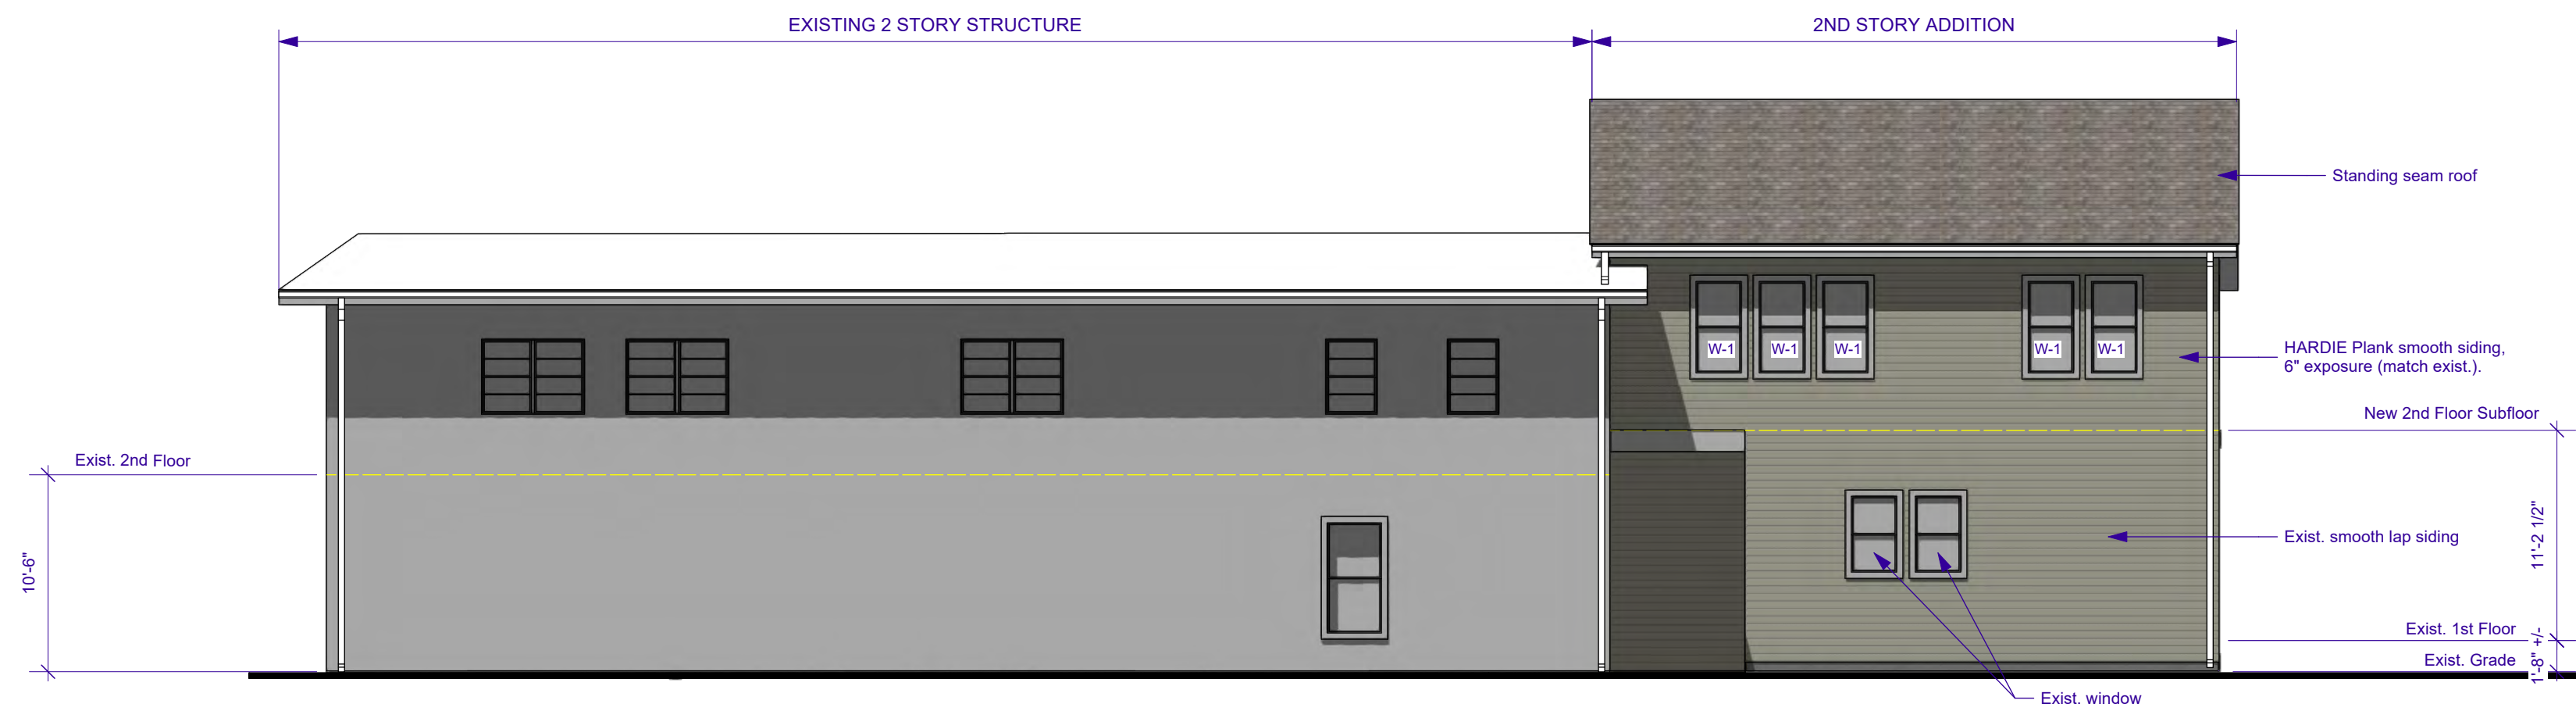 EXISTING 2 STORY STRUCTURE
2ND STORY ADDITION
Standing seam roof
W-1
W-1
W-1
W-1
W-1
HARDIE Plank smooth siding,
6" exposure (match exist.).
New 2nd Floor Subfloor
Exist. 2nd Floor
10'-6"
11'-2 1/2"
Exist. smooth lap siding
Exist. 1st Floor
1'-8" +/-
Exist. Grade
Exist. window